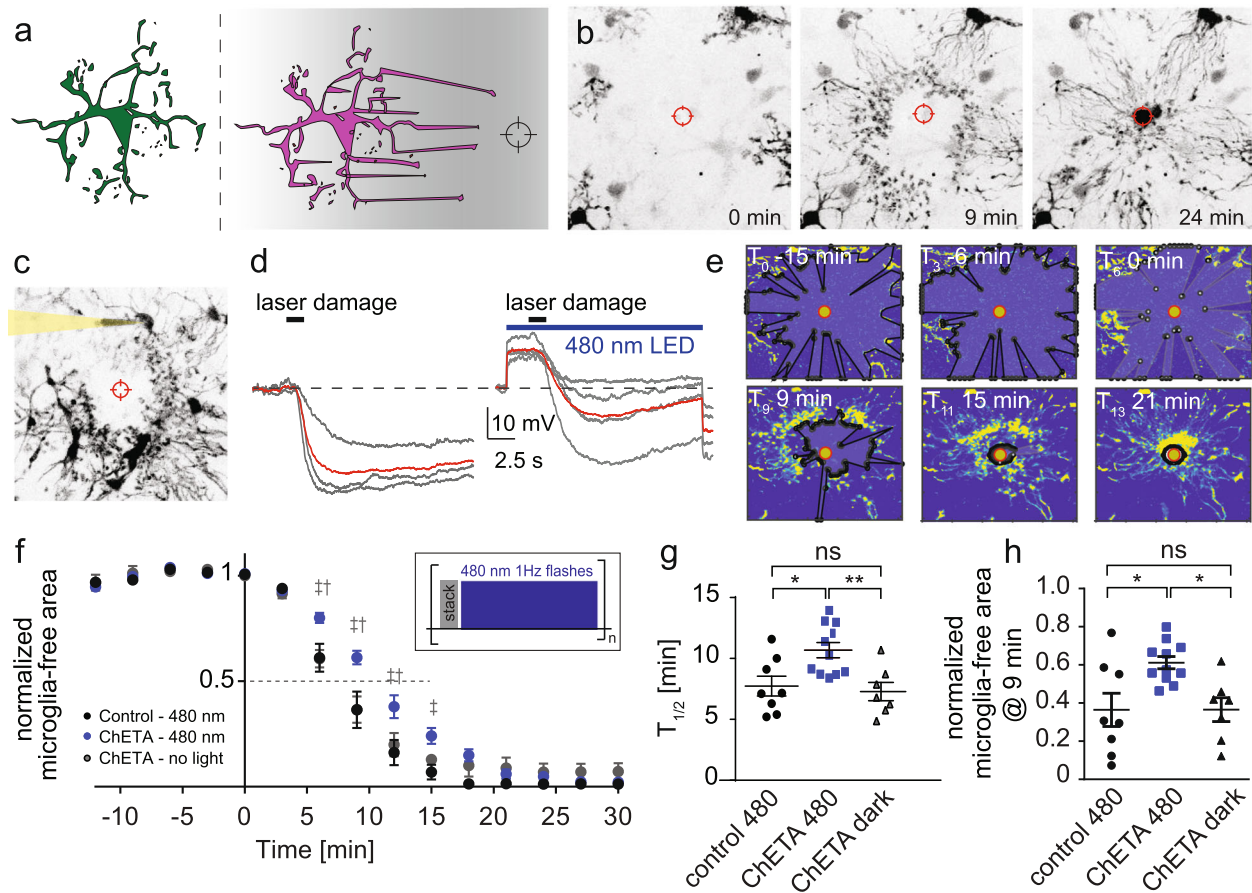 a
b
0 min
9 min
24 min
c
d
laser damage
laser damage
480 nm LED
10 mV
2.5 s
e
T0 -15 min
T3 -6 min
T6 0 min
T9 9 min
T11 15 min
T13 21 min
f
normalized
microglia-free area
1
0.5
‡†
‡†
‡†
‡
stack
480 nm 1Hz flashes
n
Control - 480 nm
ChETA - 480 nm
ChETA - no light
-10 -5 0 5 10 15 20 25 30
Time [min]
g
ns
* **
T1/2 [min]
15
10
5
0
control 480
ChETA 480
ChETA dark
h
ns
* *
normalized
microglia-free area
@ 9 min
1.0
0.8
0.6
0.4
0.2
0
control 480
ChETA 480
ChETA dark